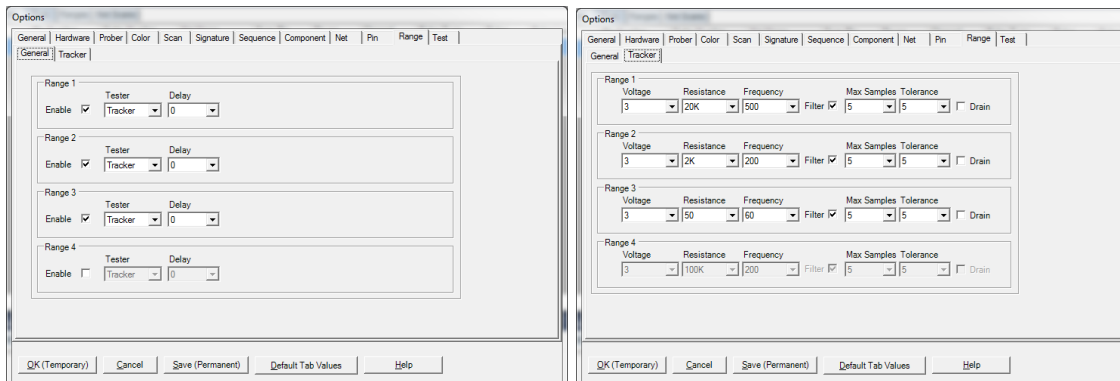 Options
General Hardware Prober Color Scan Signature Sequence Component Net Pin Range Test
General Tracker
Range 1
Tester Delay
Enable Tracker 0
Range 2
Tester Delay
Enable Tracker 0
Range 3
Tester Delay
Enable Tracker 0
Range 4
Tester Delay
Enable Tracker 0
OK (Temporary) Cancel Save (Permanent) Default Tab Values Help
Options
General Hardware Prober Color Scan Signature Sequence Component Net Pin Range Test
General Tracker
Range 1
Voltage Resistance Frequency Max Samples Tolerance
3 20K 500 Filter 5 5 Drain
Range 2
Voltage Resistance Frequency Max Samples Tolerance
3 2K 200 Filter 5 5 Drain
Range 3
Voltage Resistance Frequency Max Samples Tolerance
3 50 60 Filter 5 5 Drain
Range 4
Voltage Resistance Frequency Max Samples Tolerance
3 100K 200 Filter 5 5 Drain
OK (Temporary) Cancel Save (Permanent) Default Tab Values Help